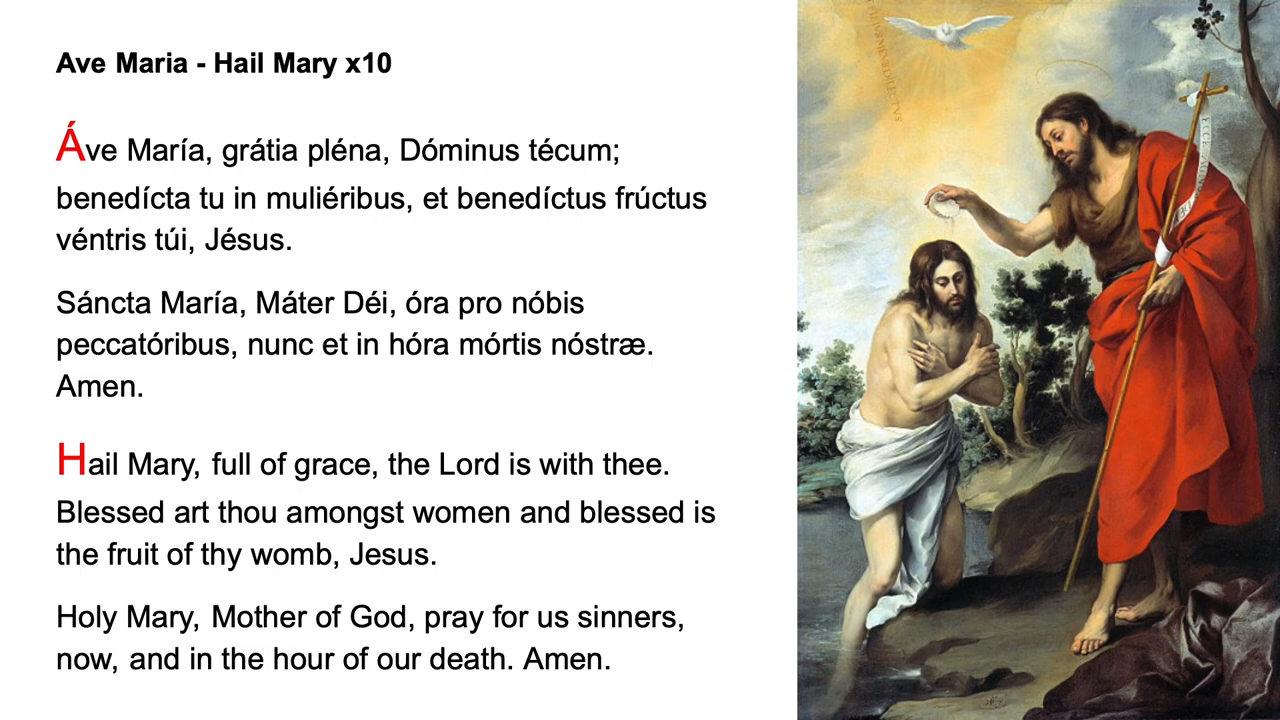 Ave Maria - Hail Mary x10
Áve María, grátia pléna, Dóminus técum;
benedícta tu in muliéribus, et benedíctus frúctus
véntris túi, Jésus.
Sáncta María, Máter Déi, óra pro nóbis
peccatóribus, nunc et in hóra mórtis nóstræ.
Amen.
Hail Mary, full of grace, the Lord is with thee.
Blessed art thou amongst women and blessed is
the fruit of thy womb, Jesus.
Holy Mary, Mother of God, pray for us sinners,
now, and in the hour of our death. Amen.
ECCE